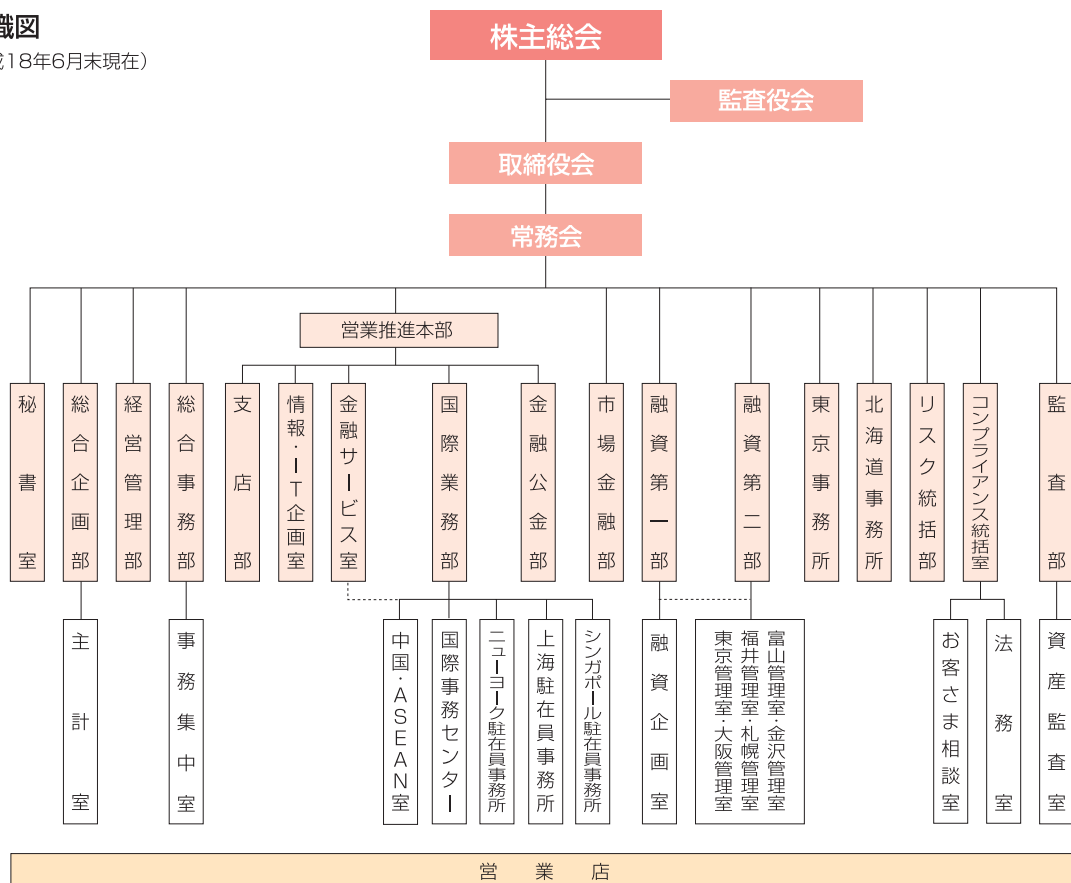 織図
成18年6月末現在）
株主総会
監査役会
取締役会
常務会
営業推進本部
秘書室
総合企画部
経営管理部
総合事務部
支店部
情報・IT企画室
金融サービス室
国際業務部
金融公金部
市場金融部
融資第一部
融資第二部
東京事務所
北海道事務所
リスク統括部
コンプライアンス統括室
監査部
主計室
事務集中室
中国・ASEAN室
国際事務センター
ニューヨーク駐在員事務所
上海駐在員事務所
シンガポール駐在員事務所
融資企画室
富山管理室・金沢管理室
福井管理室・札幌管理室
東京管理室・大阪管理室
お客さま相談室
法務室
資産監査室
営業店